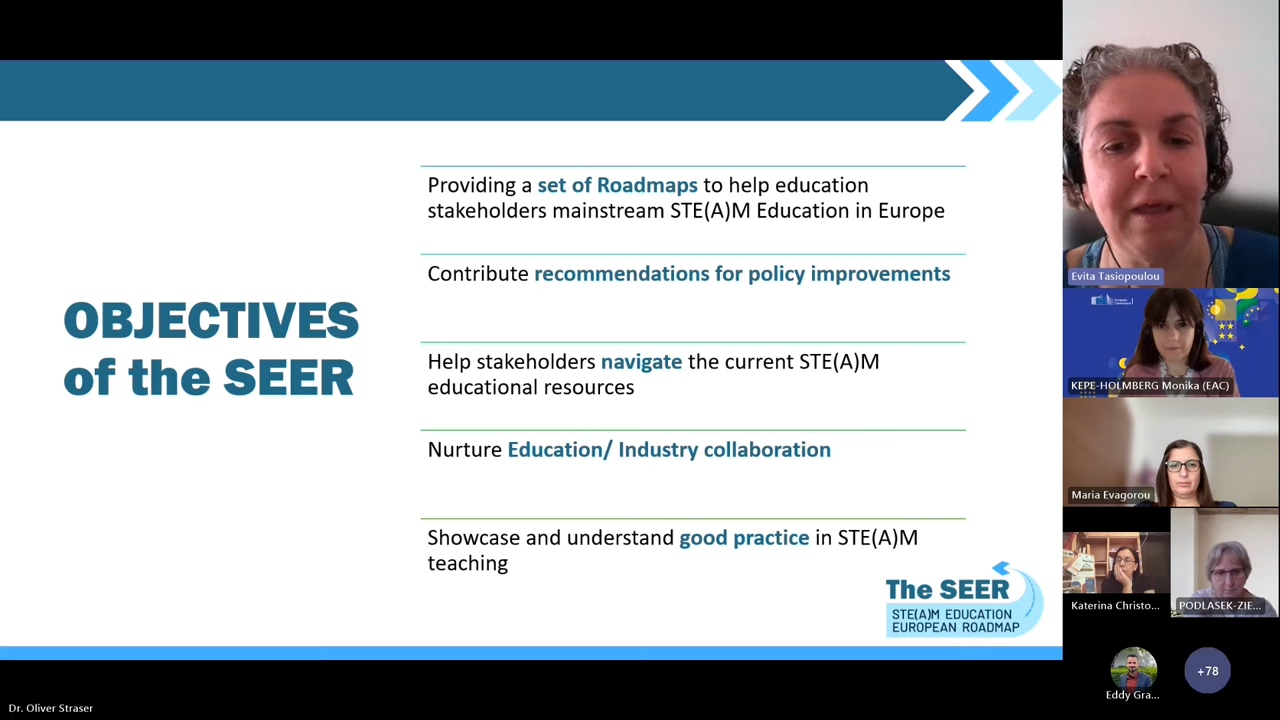 OBJECTIVES
of the SEER
Providing a set of Roadmaps to help education
stakeholders mainstream STE(A)M Education in Europe
Contribute recommendations for policy improvements
Help stakeholders navigate the current STE(A)M
educational resources
Nurture Education/ Industry collaboration
Showcase and understand good practice in STE(A)M
teaching
The SEER
STE(A)M EDUCATION
EUROPEAN ROADMAP
Evita Tasiopoulou
KEPE-HOLMBERG Monika (EAC)
Maria Evagorou
Katerina Christo...
PODLASEK-ZIE...
Eddy Gra...
+78
Dr. Oliver Straser